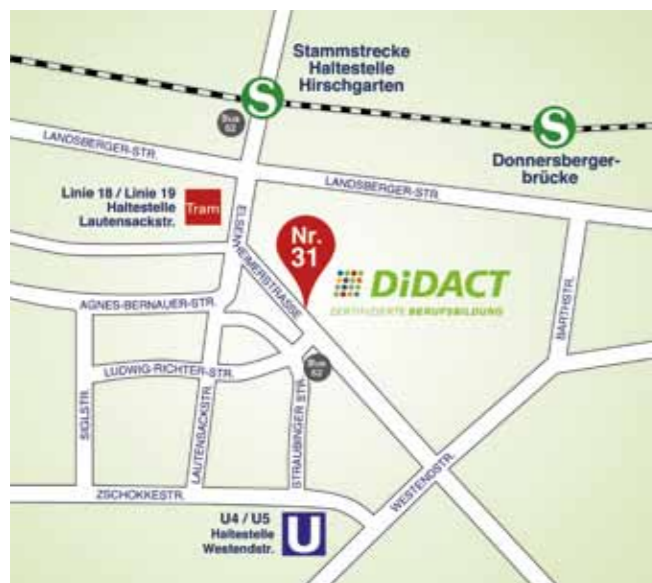 Stammstrecke
Haltestelle
Hirschgarten
S
Bus
62
S
LANDSBERGER-STR.
Donnersberger-
brücke
LANDSBERGER-STR.
Linie 18 / Linie 19
Haltestelle
Lautensackstr.
Tram
ELSENHEIMERSTRASSE
Nr.
31
DiDACT
ZERTIFIZIERTE BERUFSBILDUNG
AGNES-BERNAUER-STR.
BARTHSTR.
LUDWIG-RICHTER-STR.
Bus
62
SIGLSTR.
LAUTENSACKSTR.
STRAUBINGER STR.
ZSCHOKKESTR.
WESTENDSTR.
U4 / U5
Haltestelle
Westendstr.
U